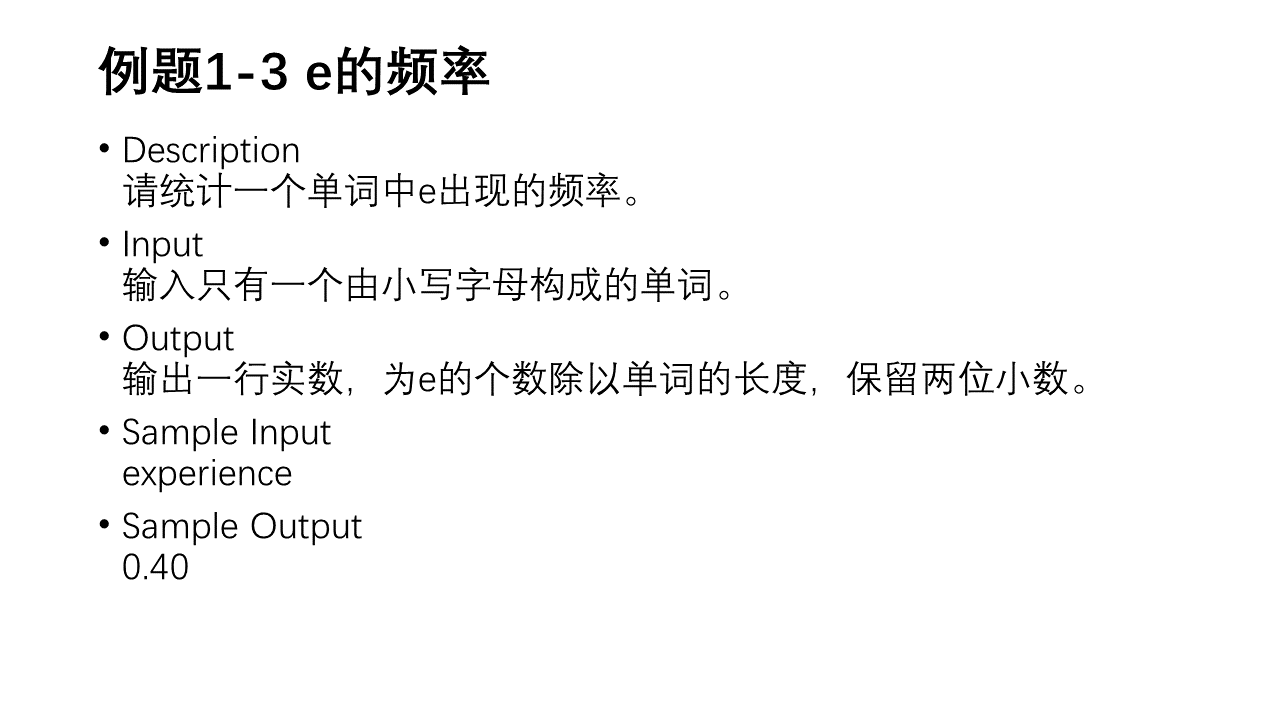 例题1-3 e的频率
• Description
请统计一个单词中e出现的频率。
• Input
输入只有一个由小写字母构成的单词。
• Output
输出一行实数，为e的个数除以单词的长度，保留两位小数。
• Sample Input
experience
• Sample Output
0.40